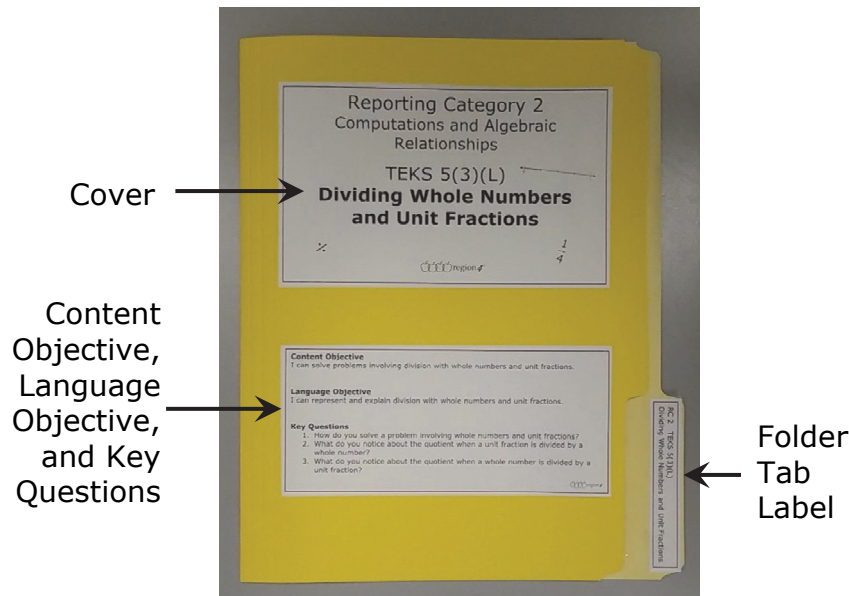 Reporting Category 2
Computations and Algebraic
Relationships
TEKS 5(3)(L)
Dividing Whole Numbers
and Unit Fractions
1
4
region 4
Cover
Content
Objective,
Language
Objective,
and Key
Questions
Content Objective
I can solve problems involving division with whole numbers and unit fractions.
Language Objective
I can represent and explain division with whole numbers and unit fractions.
Key Questions
1. How do you solve a problem involving whole numbers and unit fractions?
2. What do you notice about the quotient when a unit fraction is divided by a
whole number?
3. What do you notice about the quotient when a whole number is divided by a
unit fraction?
region 4
RC 2 TEKS 5(3)(L)
Dividing Whole Numbers and Unit Fractions
Folder
Tab
Label